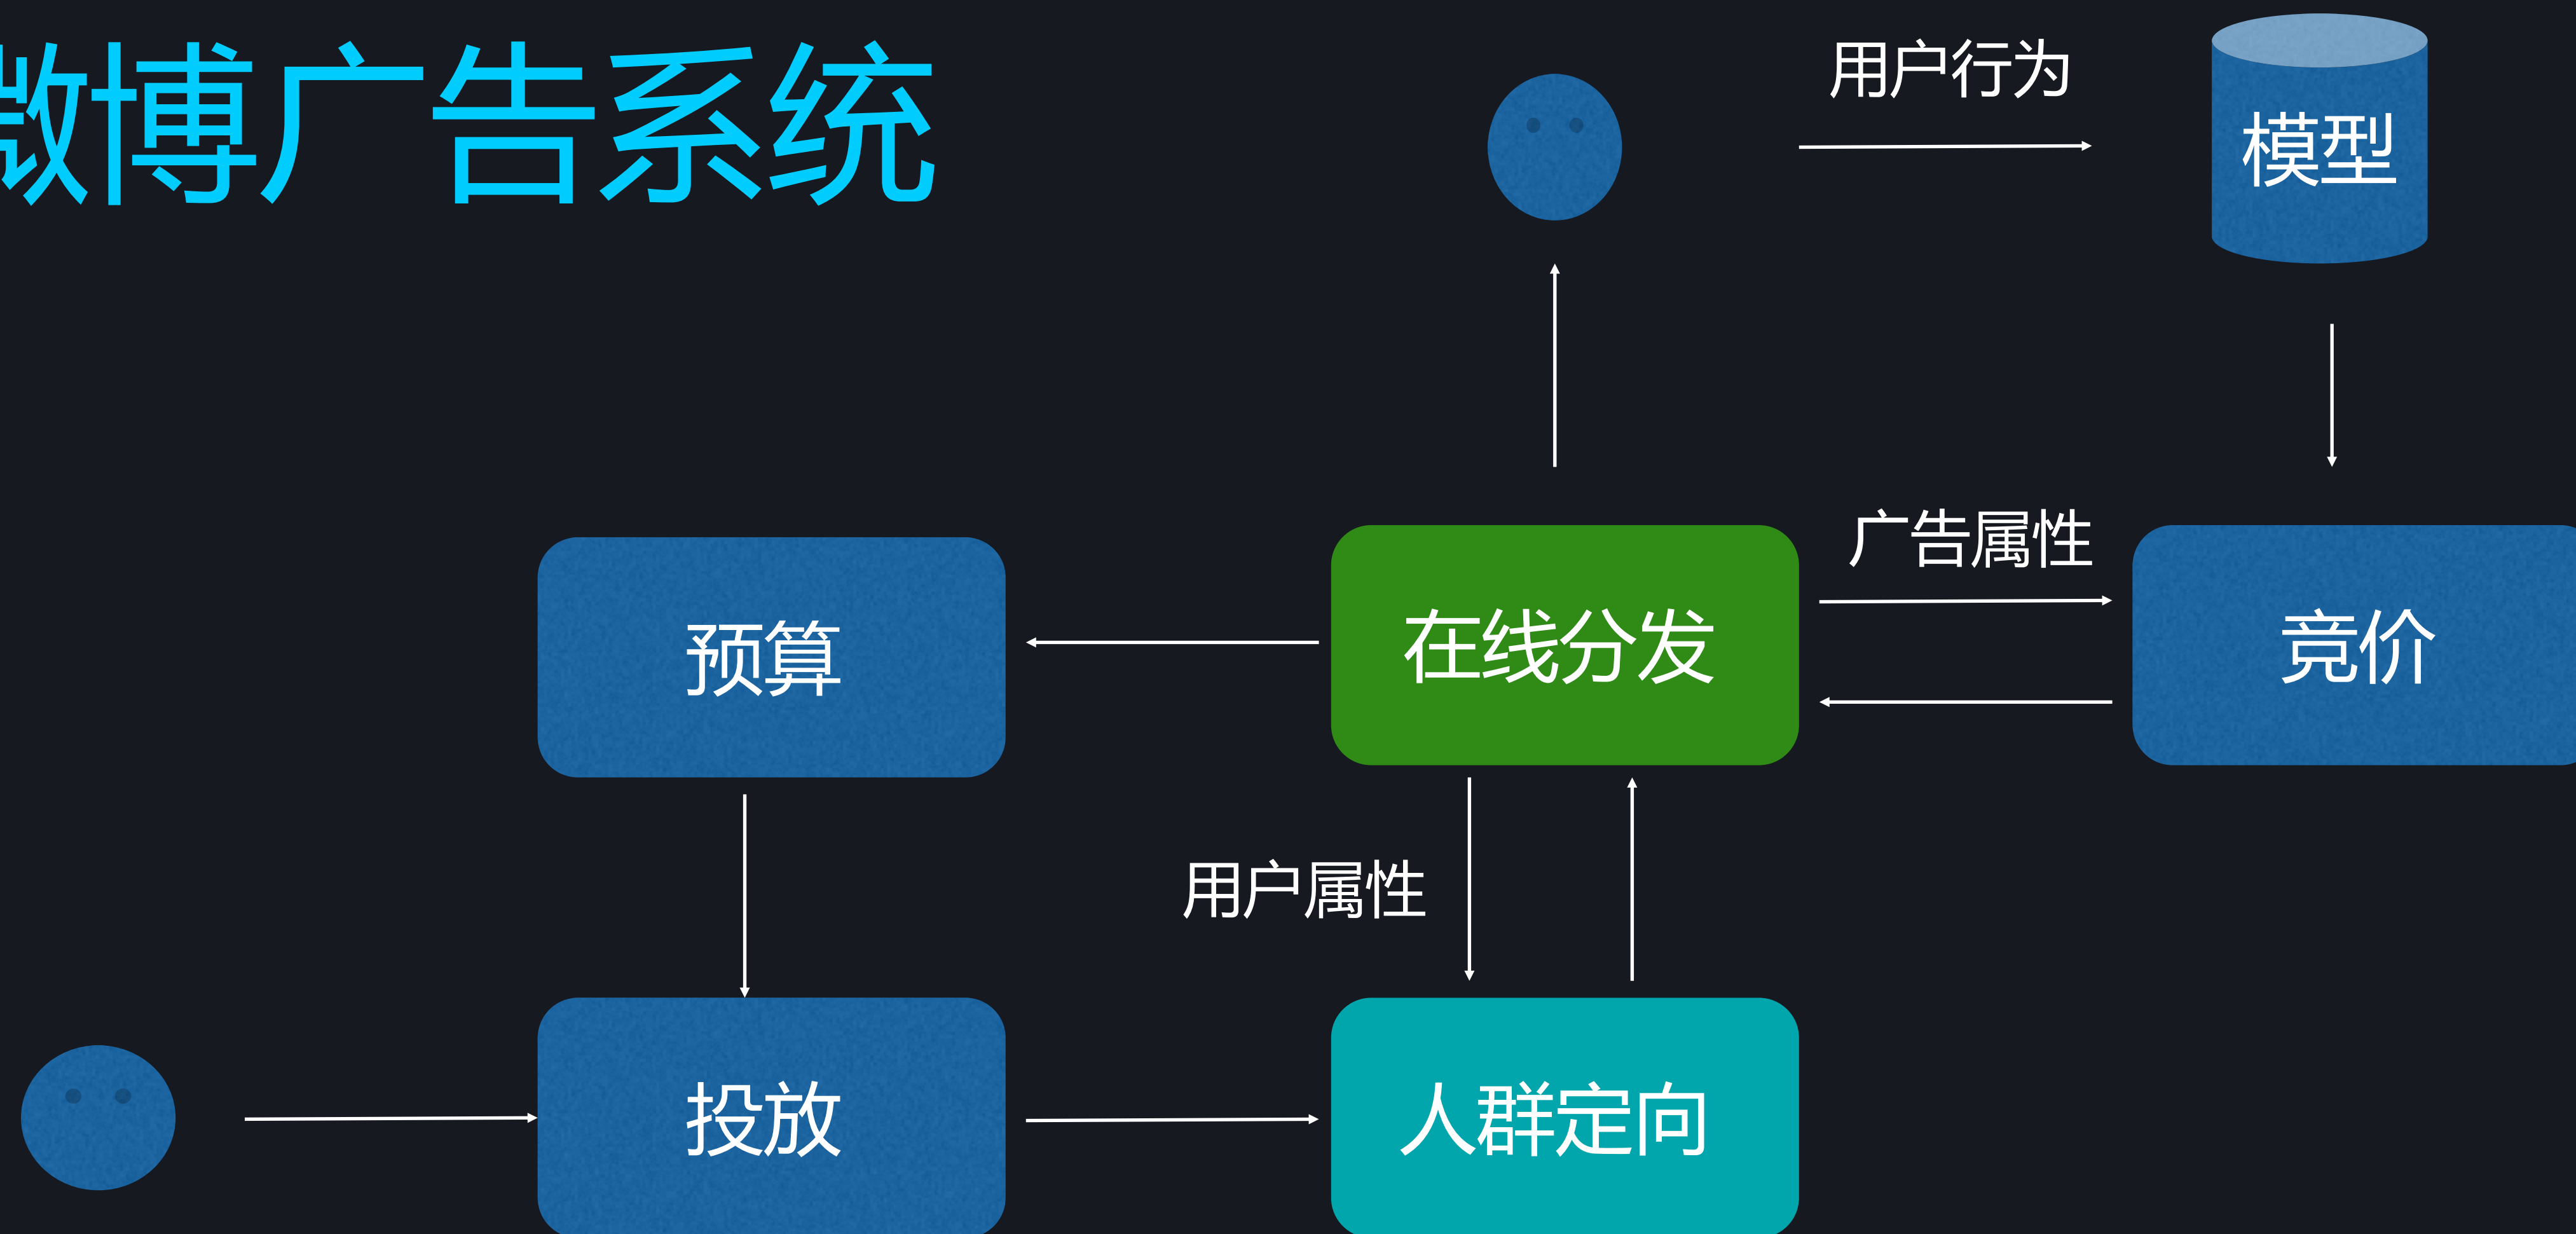 微博广告系统
用户行为
模型
广告属性
预算
在线分发
竞价
用户属性
投放
人群定向